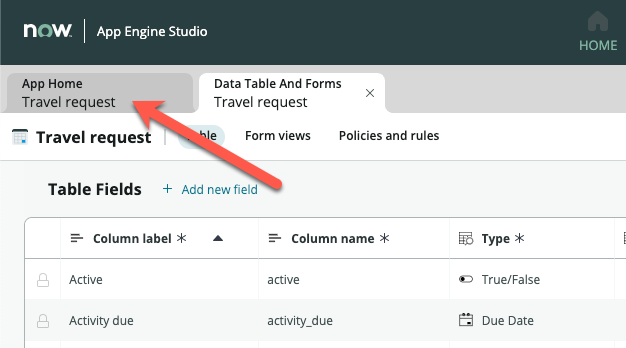 now App Engine Studio
HOME
App Home
Travel request
Data Table And Forms
Travel request
Travel request
Form views
Policies and rules
Table Fields
+ Add new field
Column label *
Column name *
Type *
Active
active
True/False
Activity due
activity_due
Due Date